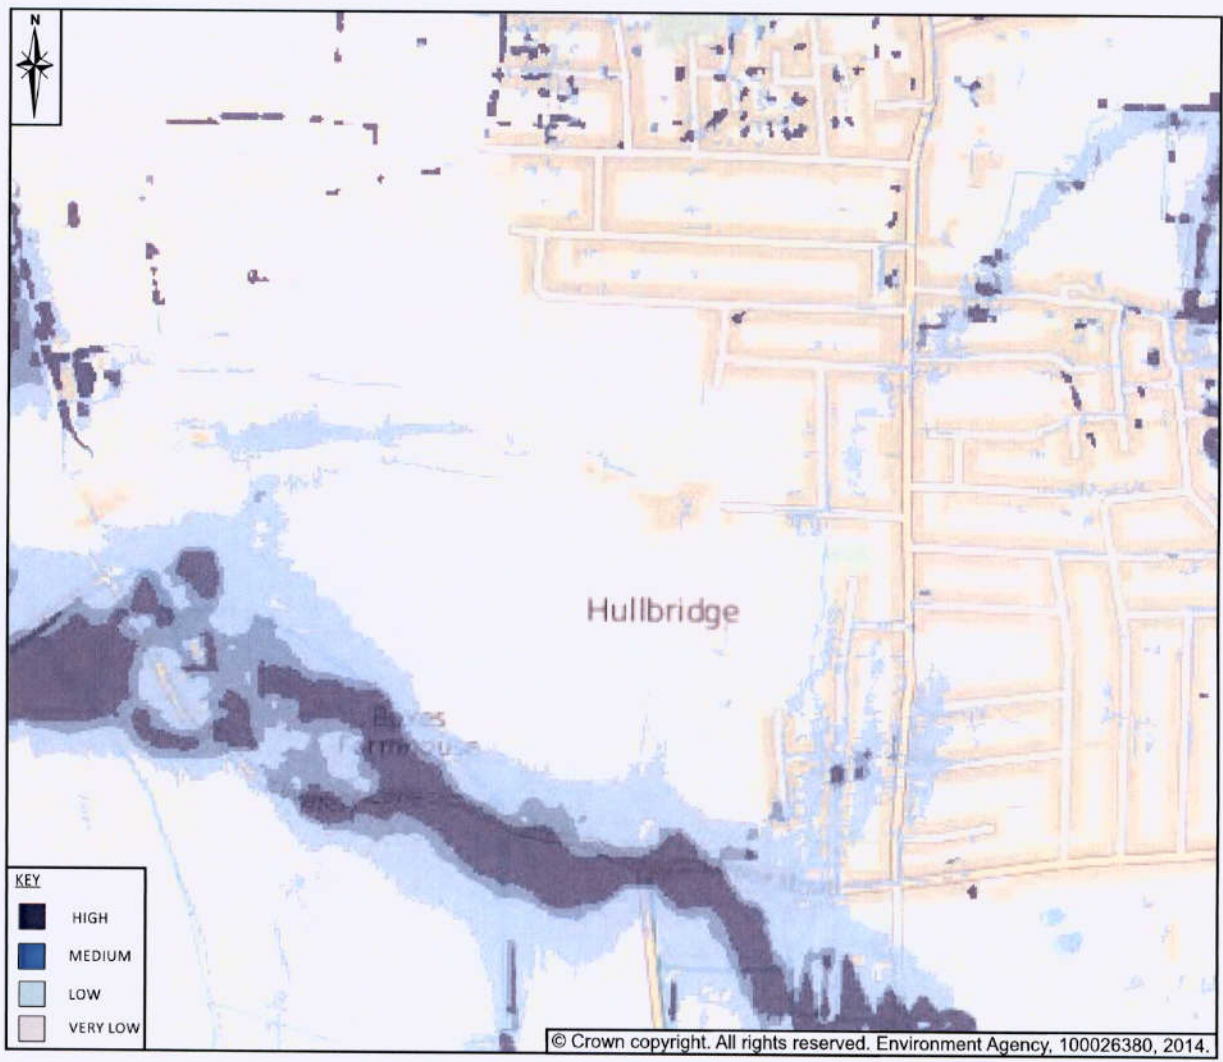 N
Hullbridge
KEY
HIGH
MEDIUM
LOW
VERY LOW
© Crown copyright. All rights reserved. Environment Agency, 100026380, 2014.